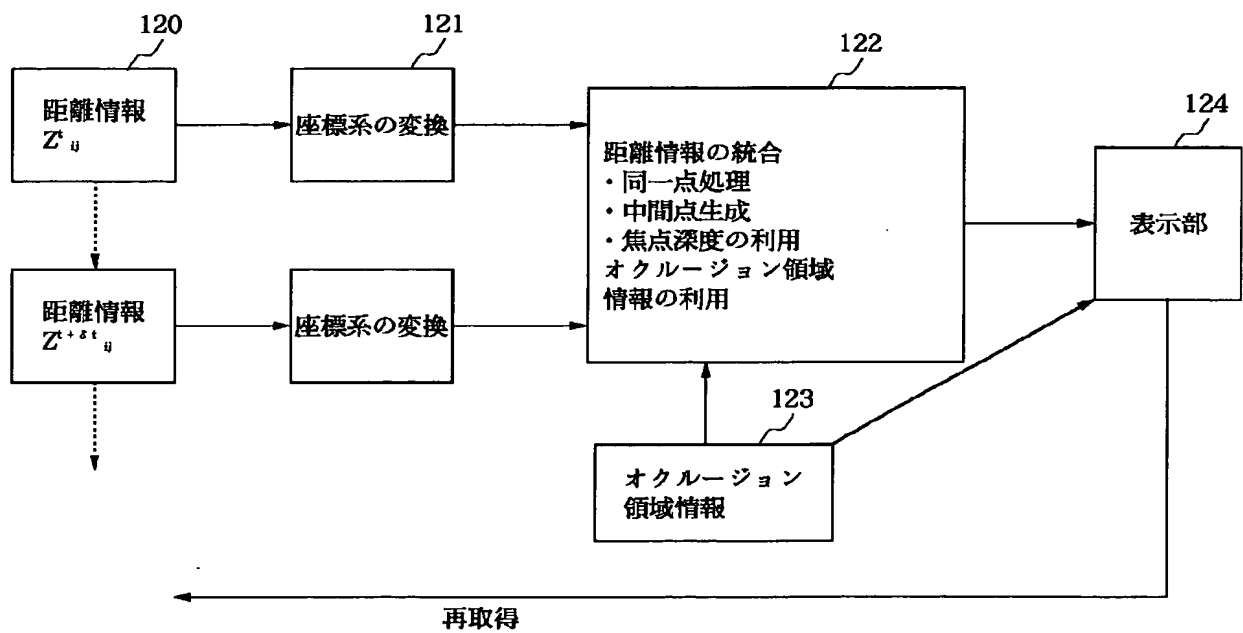 120
距離情報
Z^t_ij
121
座標系の変換
122
距離情報の統合
・同一点処理
・中間点生成
・焦点深度の利用
オクルージョン領域
情報の利用
124
表示部
距離情報
Z^t+δt_ij
座標系の変換
123
オクルージョン
領域情報
再取得